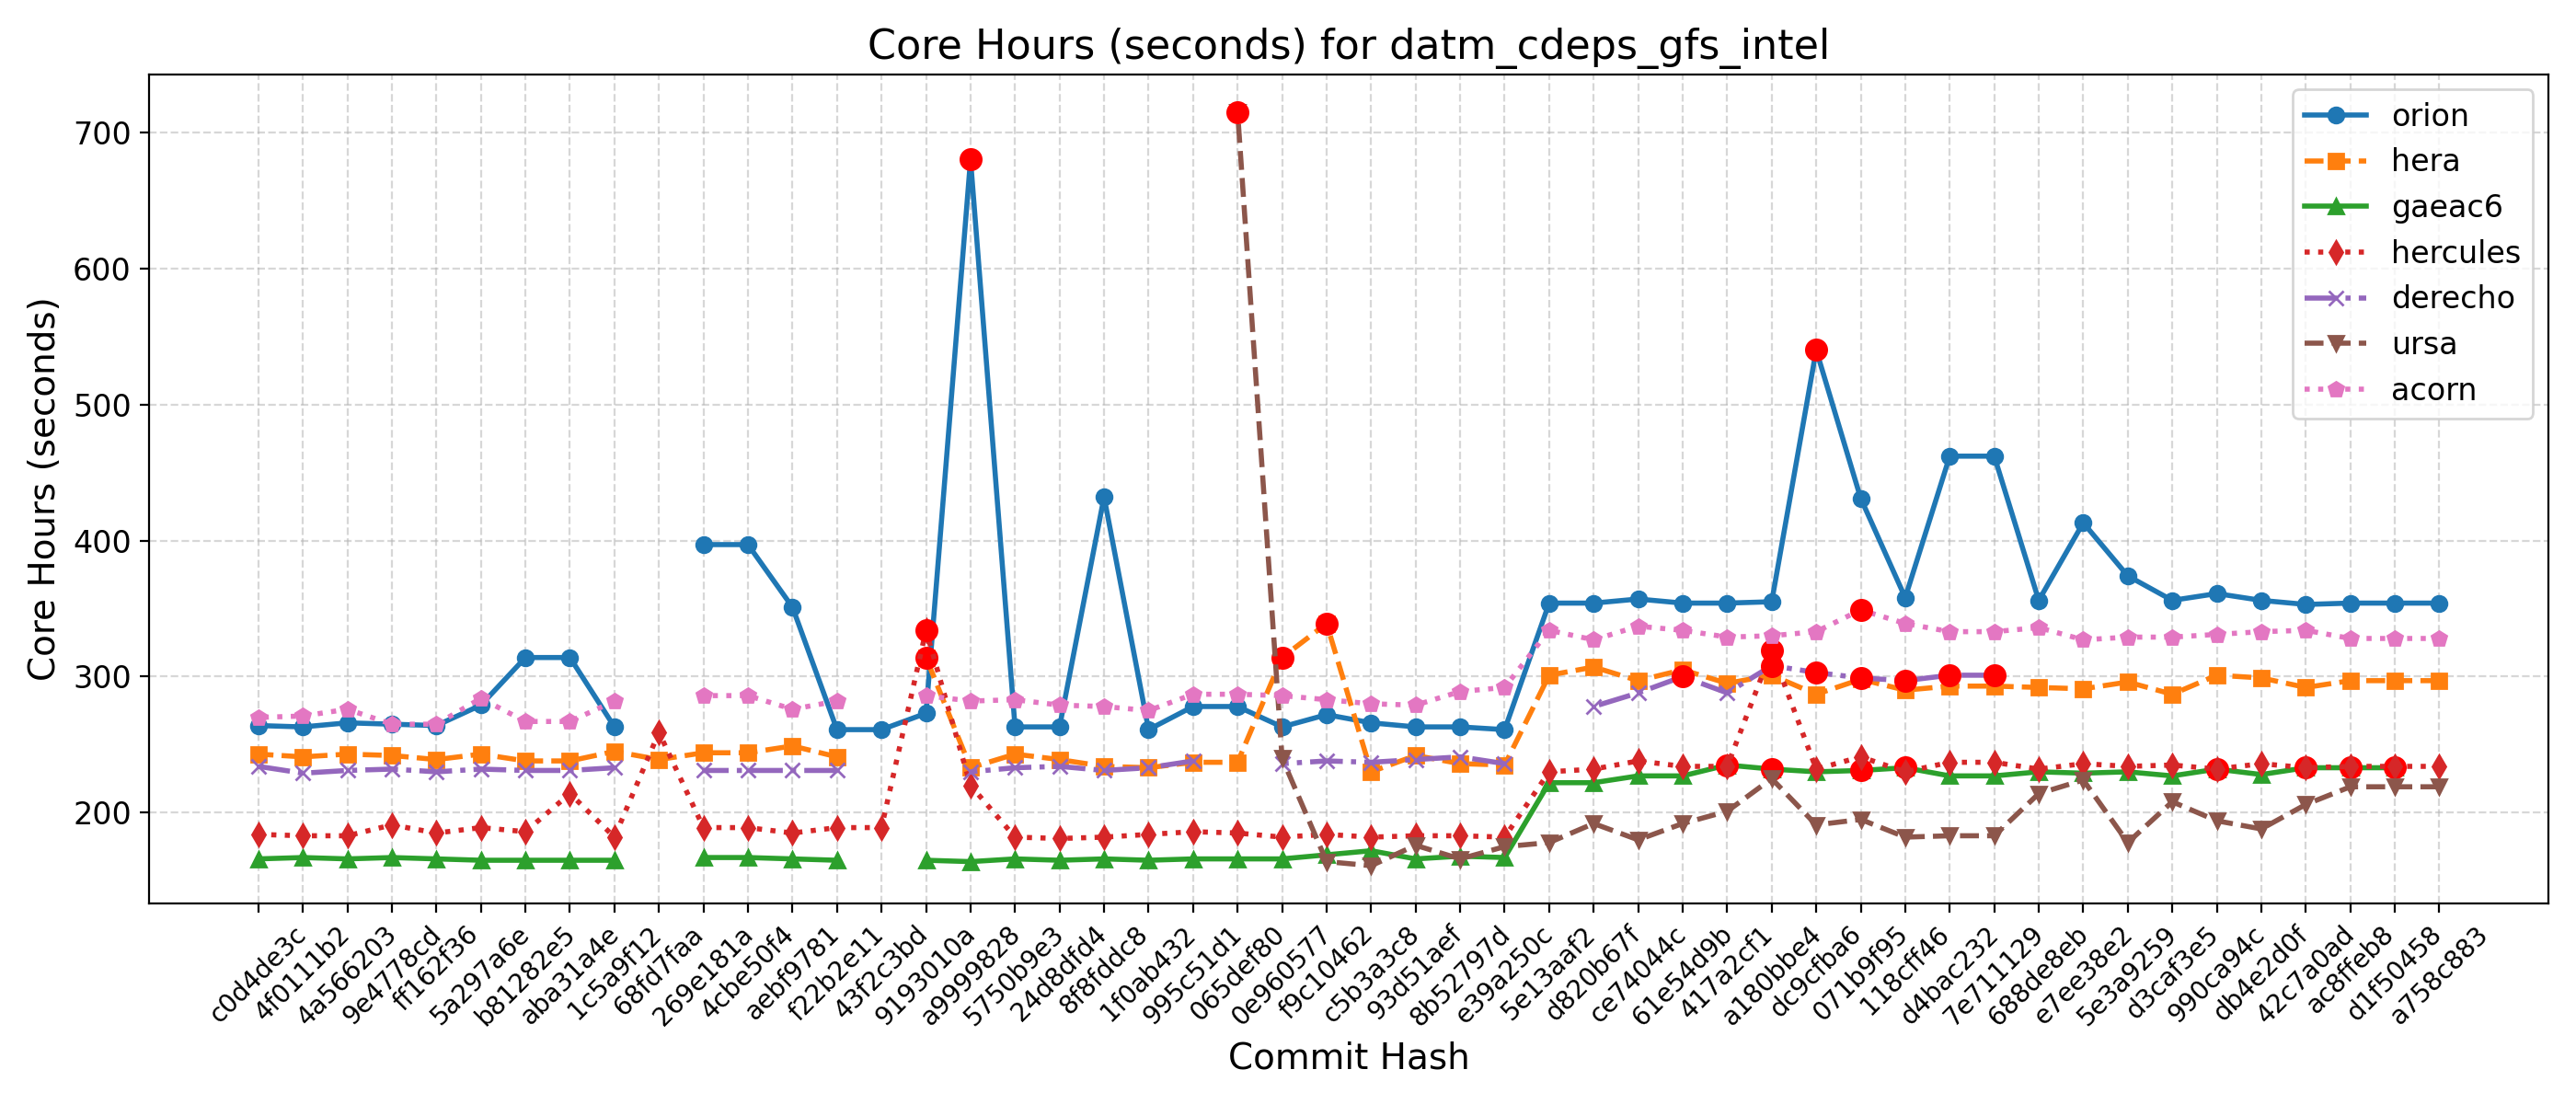 Core Hours (seconds) for datm_cdeps_gfs_intel
Core Hours (seconds)
700
600
500
400
300
200
orion
hera
gaeac6
hercules
derecho
ursa
acorn
c0d4de3c
4f0111b2
4a566203
9e4778cd
ff162f36
5a297a6e
b81282e5
aba31a4e
1c5a9f12
68fd7faa
269e181a
4cbe50f4
aebf9781
f22b2e11
43f2c3bd
9193010a
a9999828
5750b9e3
24d8dfd4
8f8fddc8
1f0ab432
995c51d1
065def80
0e960577
f9c10462
c5b3a3c8
93d51aef
8b52797d
e39a250c
5e13aaf2
d820b67f
ce74044c
61e54d9b
417a2cf1
a180bbe4
dc9cfba6
071b9f95
118cff46
d4bac232
7e711129
688de8eb
e7ee38e2
5e3a9259
d3caf3e5
990ca94c
db4e2d0f
42c7a0ad
ac8ffeb8
d1f50458
a758c883
Commit Hash